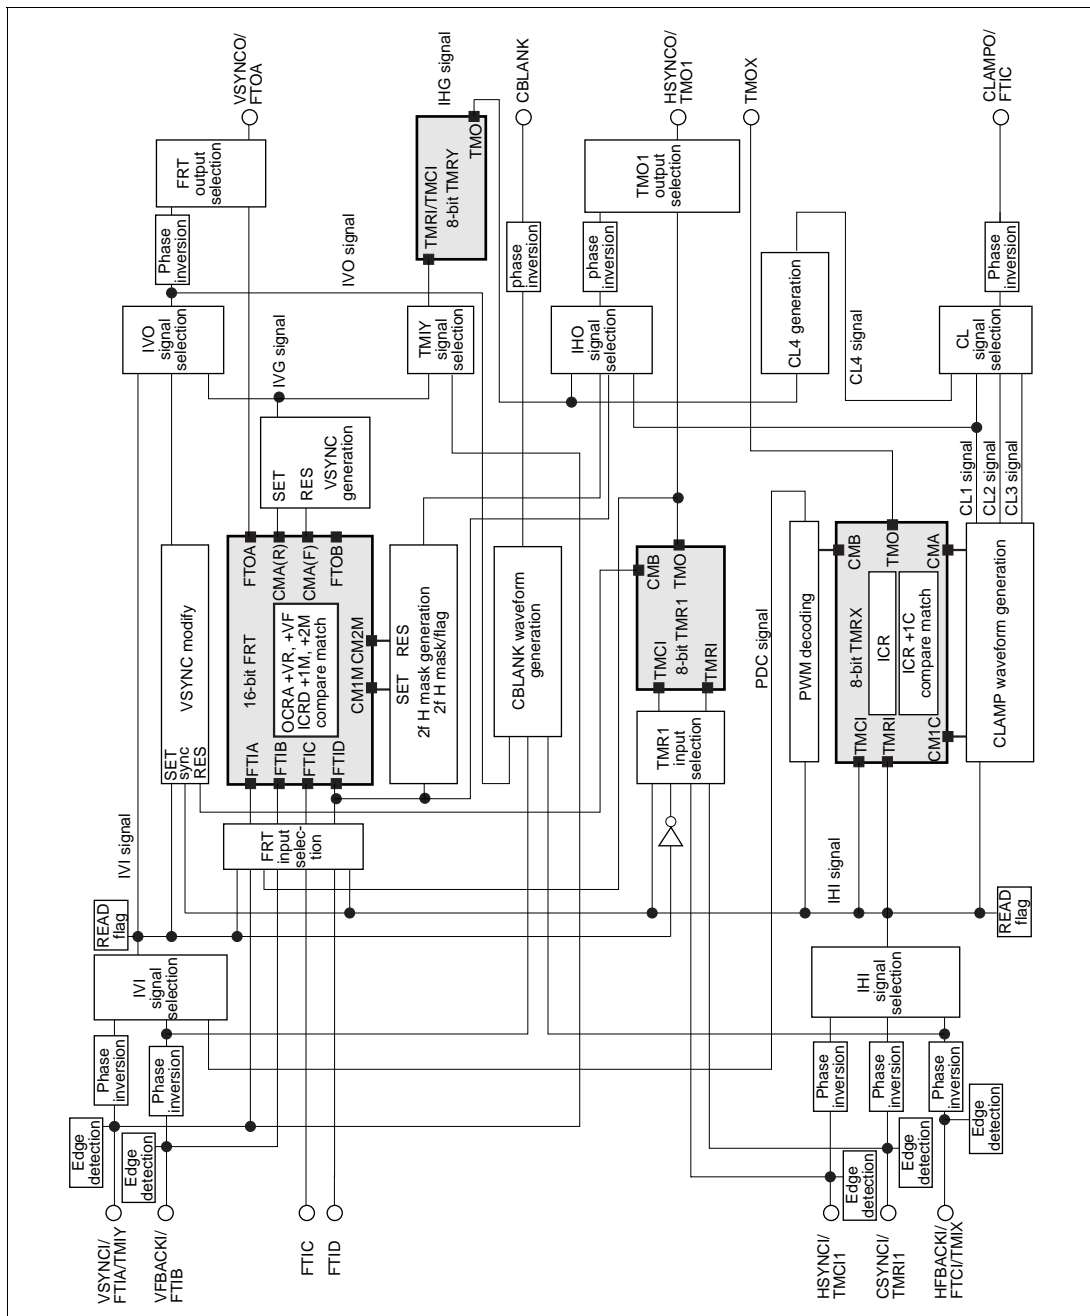 VSYNCI/
FTIA/TMIY
VFBACKI/
FTIB
FTIC
FTID
HSYNCI/
TMCI1
CSYNCI/
TMRI1
HFBACKI/
FTCI/TMIX
Edge
detection
Edge
detection
Edge
detection
Edge
detection
Edge
detection
Phase
inversion
Phase
inversion
Phase
inversion
Phase
inversion
Phase
inversion
IVI
signal
selection
IHI
signal
selection
READ
flag
READ
flag
IVI signal
IHI signal
FRT
input
selec-
tion
TMR1
input
selection
SET
sync
RES
VSYNC modify
FTIA
FTIB
FTIC
FTID
16-bit FRT
OCRA +VR, +VF
ICRD +1M, +2M
compare match
CM1M CM2M
FTOA
CMA(R)
CMA(F)
FTOB
SET
RES
2f H mask generation
2f H mask/flag
CBLANK waveform
generation
TMCI
TMRI
8-bit TMR1
CMB
TMO
PDC signal
PWM decoding
TMCI
TMRI
8-bit TMRX
ICR
ICR +1C
compare match
CM1C
CMB
TMO
CMA
CLAMP waveform generation
SET
RES
VSYNC
generation
IVG signal
CL1 signal
CL2 signal
CL3 signal
IVO
signal
selection
TMIY
signal
selection
IHO
signal
selection
CL4 generation
CL4 signal
CL
signal
selection
Phase
inversion
IVO signal
phase
inversion
phase
inversion
Phase
inversion
FRT
output
selection
TMRI/TMCI
8-bit TMRY
TMO
IHG signal
TMO1
output
selection
VSYNCO/
FTOA
CBLANK
HSYNCO/
TMO1
TMOX
CLAMPO/
FTIC